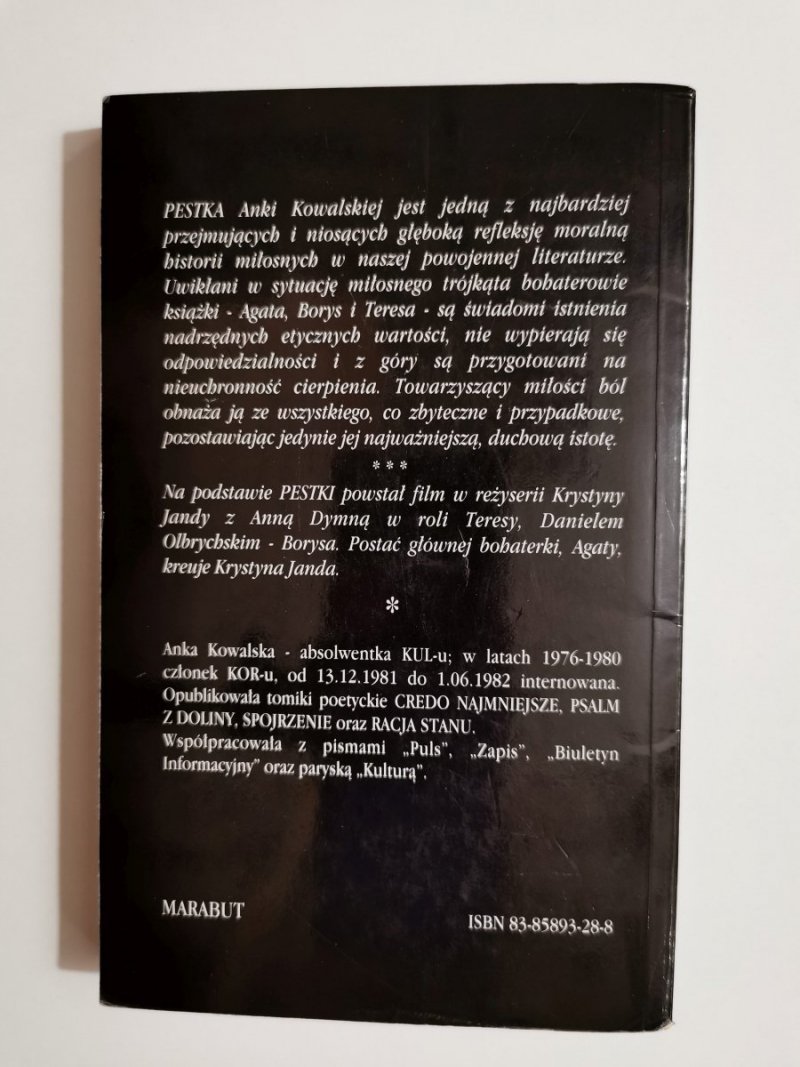 PESTKA Anki Kowalskiej jest jedną z najbardziej
przejmujących i niosących głęboką refleksję moralną
historii miłosnych w naszej powojennej literaturze.
Uwikłani w sytuację miłosnego trójkąta bohaterowie
książki - Agata, Borys i Teresa - są świadomi istnienia
nadrzędnych etycznych wartości, nie wypierają się
odpowiedzialności i z góry są przygotowani na
nieuchronność cierpienia. Towarzyszący miłości ból
obnaża ją ze wszystkiego, co zbyteczne i przypadkowe,
pozostawiając jedynie jej najważniejszą, duchową istotę.
***
Na podstawie PESTKI powstał film w reżyserii Krystyny
Jandy z Anną Dymną w roli Teresy, Danielem
Olbrychskim - Borysa. Postać głównej bohaterki, Agaty,
kreuje Krystyna Janda.
*
Anka Kowalska - absolwentka KUL-u; w latach 1976-1980
członek KOR-u, od 13.12.1981 do 1.06.1982 internowana.
Opublikowała tomiki poetyckie CREDO NAJMNIEJSZE, PSALM
Z DOLINY, SPOJRZENIE oraz RACJA STANU.
Współpracowała z pismami „Puls”, „Zapis”, „Biuletyn
Informacyjny” oraz paryską „Kulturą”.
MARABUT
ISBN 83-85893-28-8